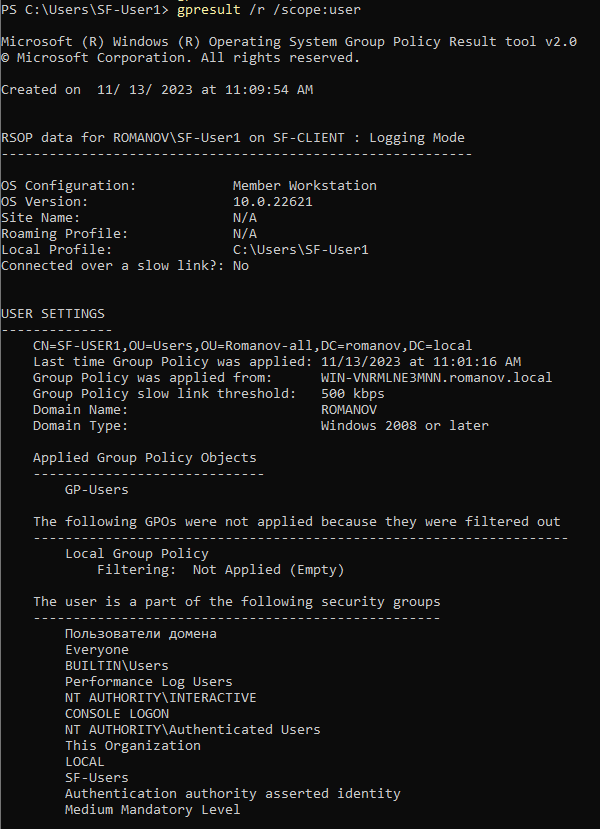 PS C:\Users\SF-User1> gpresult /r /scope:user
Microsoft (R) Windows (R) Operating System Group Policy Result tool v2.0
© Microsoft Corporation. All rights reserved.
Created on  11/ 13/ 2023 at 11:09:54 AM
RSOP data for ROMANOV\SF-User1 on SF-CLIENT : Logging Mode
-----------------------------------------------------------
OS Configuration:            Member Workstation
OS Version:                  10.0.22621
Site Name:                   N/A
Roaming Profile:             N/A
Local Profile:               C:\Users\SF-User1
Connected over a slow link?: No
USER SETTINGS
--------------
    CN=SF-USER1,OU=Users,OU=Romanov-all,DC=romanov,DC=local
    Last time Group Policy was applied: 11/13/2023 at 11:01:16 AM
    Group Policy was applied from:      WIN-VNRMLNE3MNN.romanov.local
    Group Policy slow link threshold:   500 kbps
    Domain Name:                        ROMANOV
    Domain Type:                        Windows 2008 or later
    Applied Group Policy Objects
    -----------------------------
        GP-Users
    The following GPOs were not applied because they were filtered out
    -------------------------------------------------------------------
        Local Group Policy
            Filtering:  Not Applied (Empty)
    The user is a part of the following security groups
    ---------------------------------------------------
        Пользователи домена
        Everyone
        BUILTIN\Users
        Performance Log Users
        NT AUTHORITY\INTERACTIVE
        CONSOLE LOGON
        NT AUTHORITY\Authenticated Users
        This Organization
        LOCAL
        SF-Users
        Authentication authority asserted identity
        Medium Mandatory Level